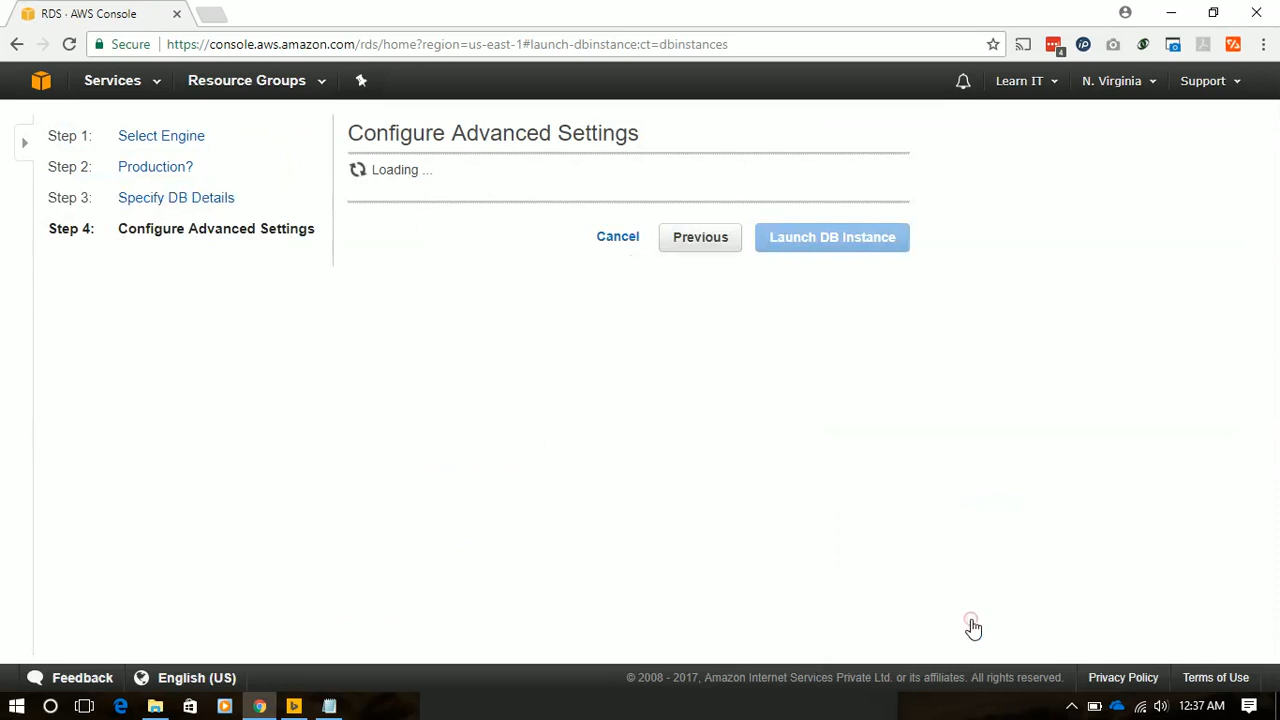 RDS - AWS Console
Secure
https://console.aws.amazon.com/rds/home?region=us-east-1#launch-dbinstance:ct=dbinstances
4
Services
Resource Groups
Learn IT
N. Virginia
Support
Step 1: Select Engine
Step 2: Production?
Step 3: Specify DB Details
Step 4: Configure Advanced Settings
Configure Advanced Settings
Loading ...
Cancel
Previous
Launch DB Instance
Feedback
English (US)
© 2008 - 2017, Amazon Internet Services Private Ltd. or its affiliates. All rights reserved.
Privacy Policy
Terms of Use
12:37 AM